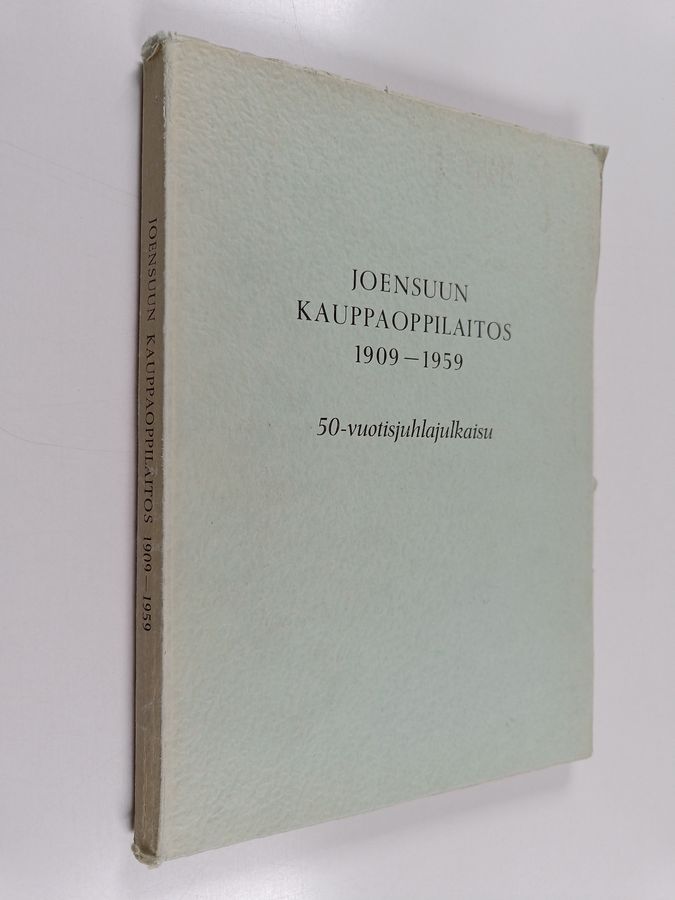 JOENSUUN
KAUPPAOPPILAITOS
1909—1959
50-vuotisjuhlajulkaisu
JOENSUUN KAUPPAOPPILAITOS 1909—1959